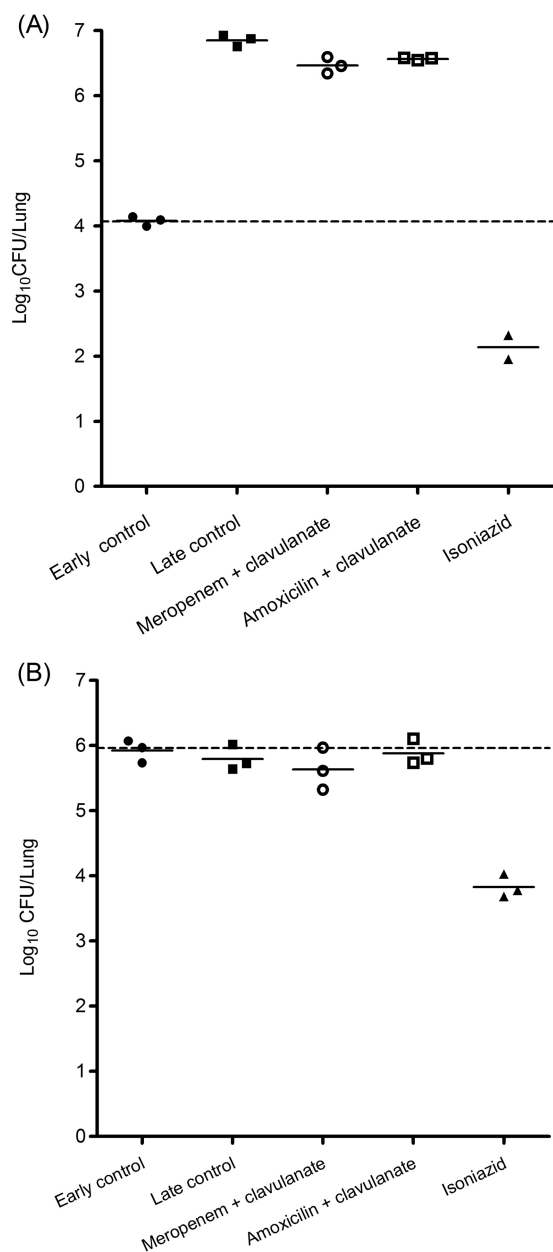 (A)
7
6
5
4
3
2
1
0
Log10CFU/Lung
Early control
Late control
Meropenem + clavulanate
Amoxicilin + clavulanate
Isoniazid
(B)
7
6
5
4
3
2
1
0
Log10 CFU/Lung
Early control
Late control
Meropenem + clavulanate
Amoxicilin + clavulanate
Isoniazid